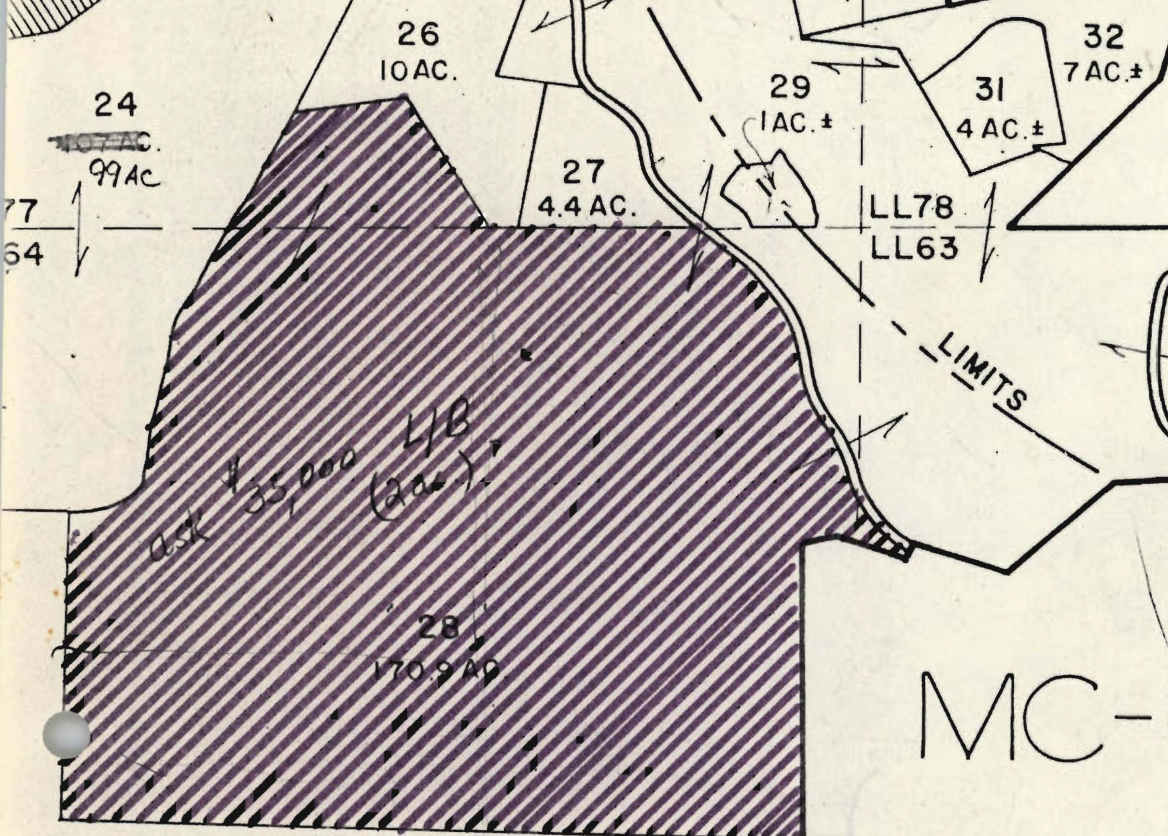 26
10 AC.
24
99 AC
27
4.4 AC.
29
1 AC. ±
31
4 AC. ±
32
7 AC. ±
77
64
LL78
LL63
LIMITS
L/B
ask $35,000 (2ac.)
28
170.9 AC.
MC-